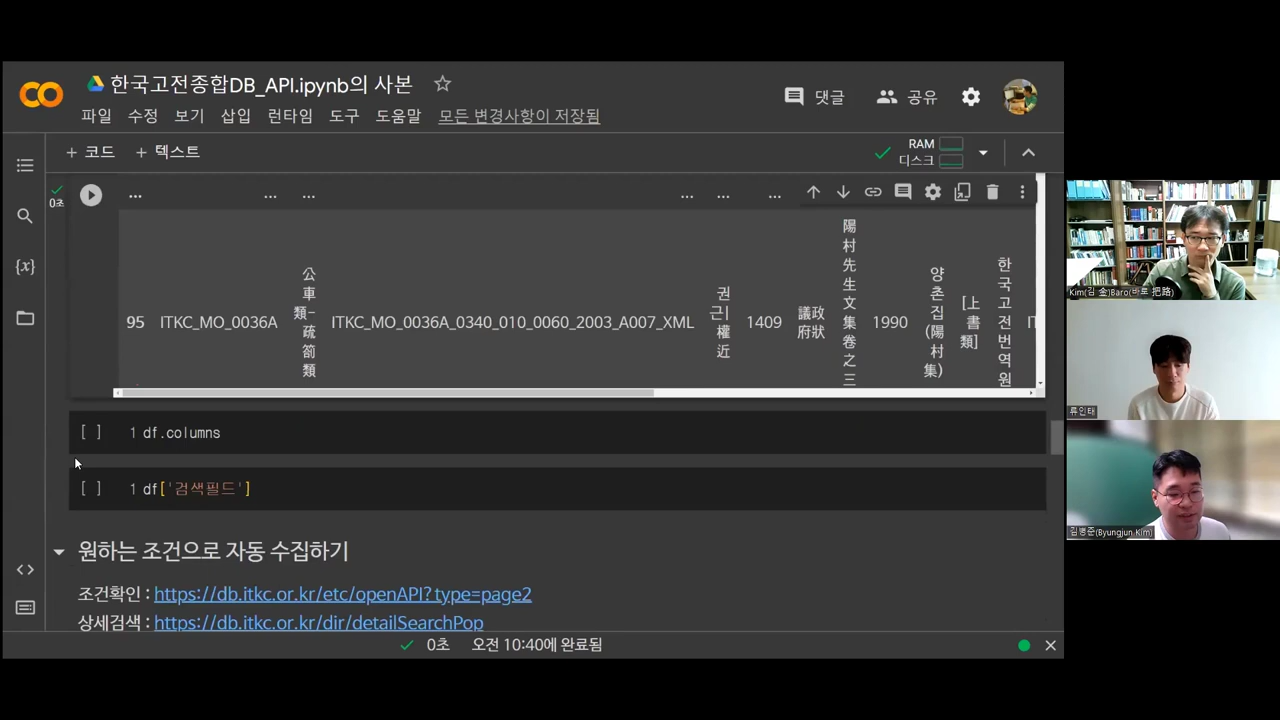 한국고전종합DB_API.ipynb의 사본
파일 수정 보기 삽입 런타임 도구 도움말 모든 변경사항이 저장됨
댓글 공유
+ 코드 + 텍스트
RAM
디스크
0초
... ... ... ... ... ...
95 ITKC_MO_0036A 公車類-疏箚類 ITKC_MO_0036A_0340_010_0060_2003_A007_XML 권근|權近 1409 議政府狀 陽村先生文集卷之三 1990 양촌집(陽村集) [上書類] 한국고전번역원
[ ] 1 df.columns
[ ] 1 df['검색필드']
원하는 조건으로 자동 수집하기
조건확인 : https://db.itkc.or.kr/etc/openAPI?type=page2
상세검색 : https://db.itkc.or.kr/dir/detailSearchPop
0초 오전 10:40에 완료됨
Kim(김 金)Baro(바로 把路)
류인태
김병준(Byungjun Kim)